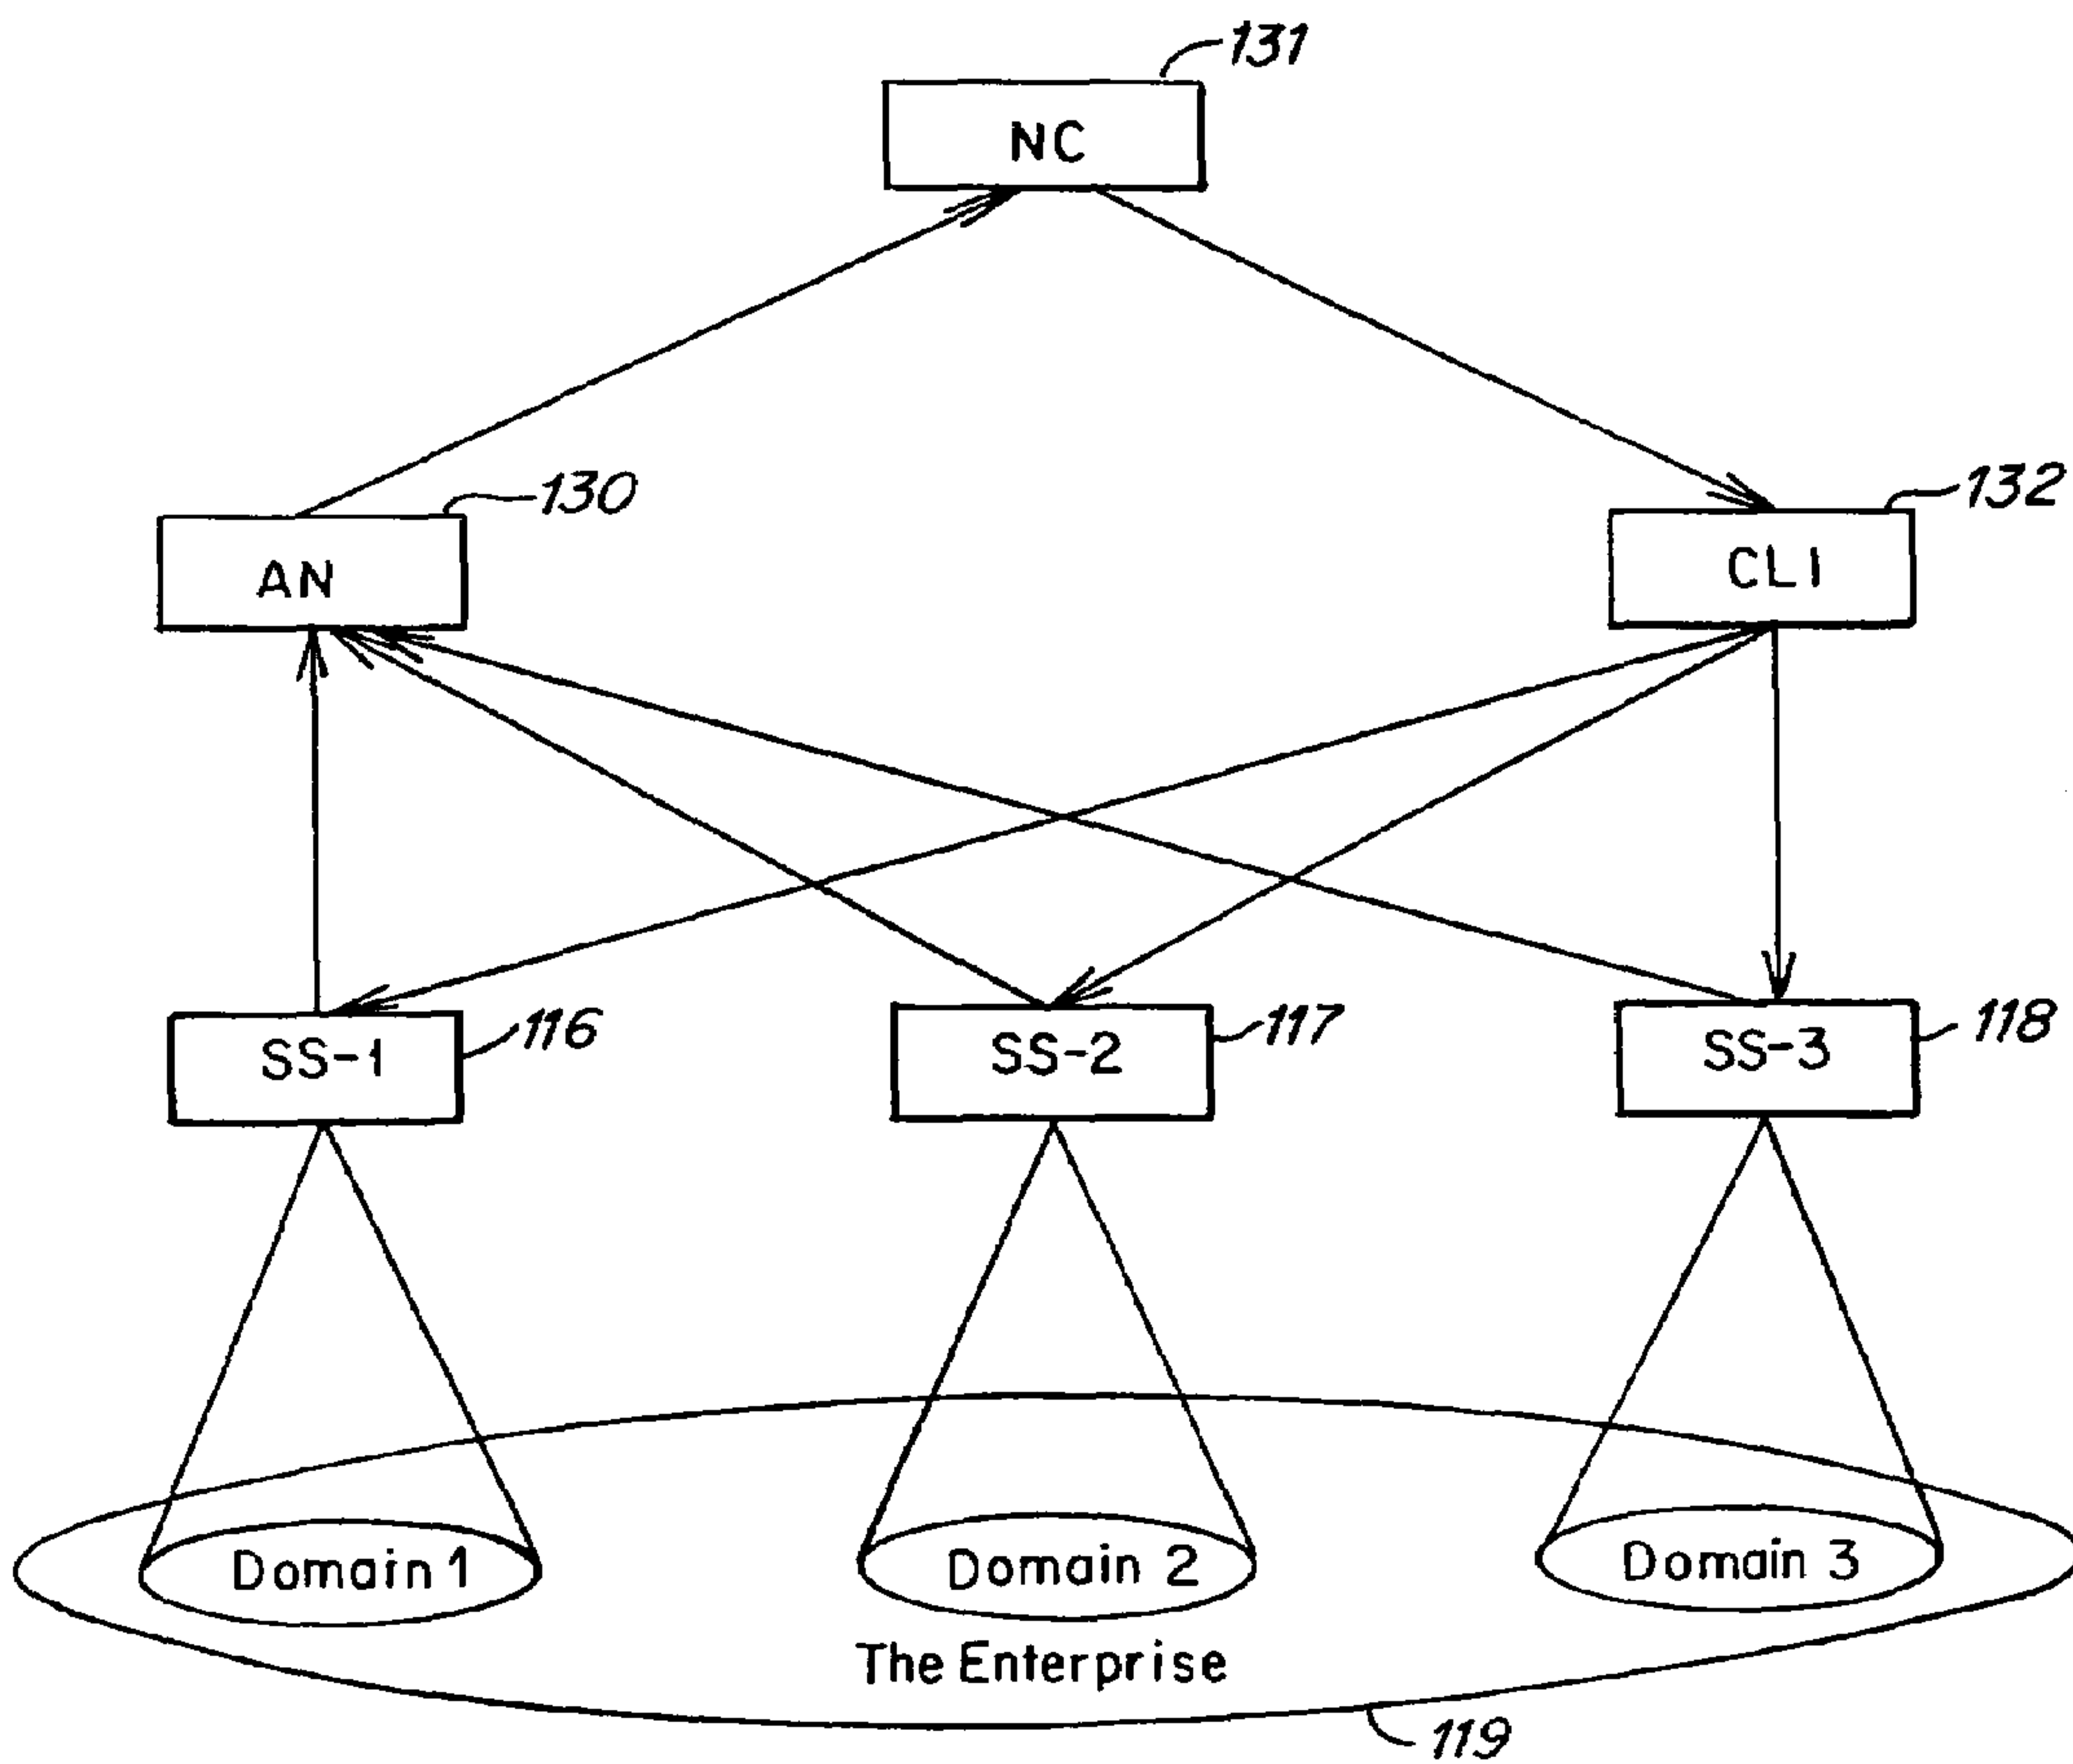 131
NC
130
132
AN
CLI
116
117
118
SS-1
SS-2
SS-3
Domain 1
Domain 2
Domain 3
The Enterprise
119